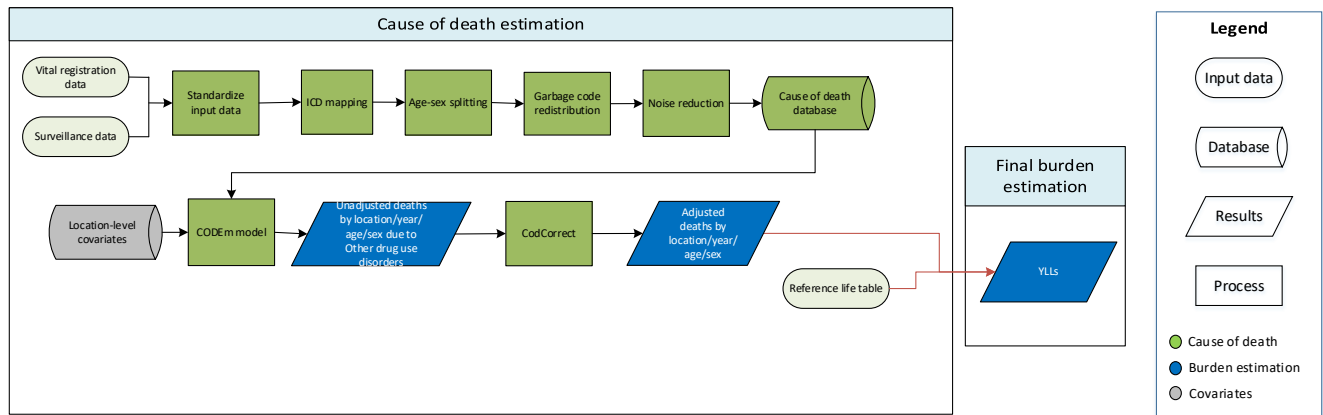 Cause of death estimation
Vital registration
data
Surveillance data
Standardize
input data
ICD mapping
Age-sex splitting
Garbage code
redistribution
Noise reduction
Cause of death
database
Location-level
covariates
CODEm model
Unadjusted deaths
by location/year/
age/sex due to
Other drug use
disorders
CodCorrect
Adjusted
deaths by
location/year/
age/sex
Reference life table
Final burden
estimation
YLLs
Legend
Input data
Database
Results
Process
Cause of death
Burden estimation
Covariates